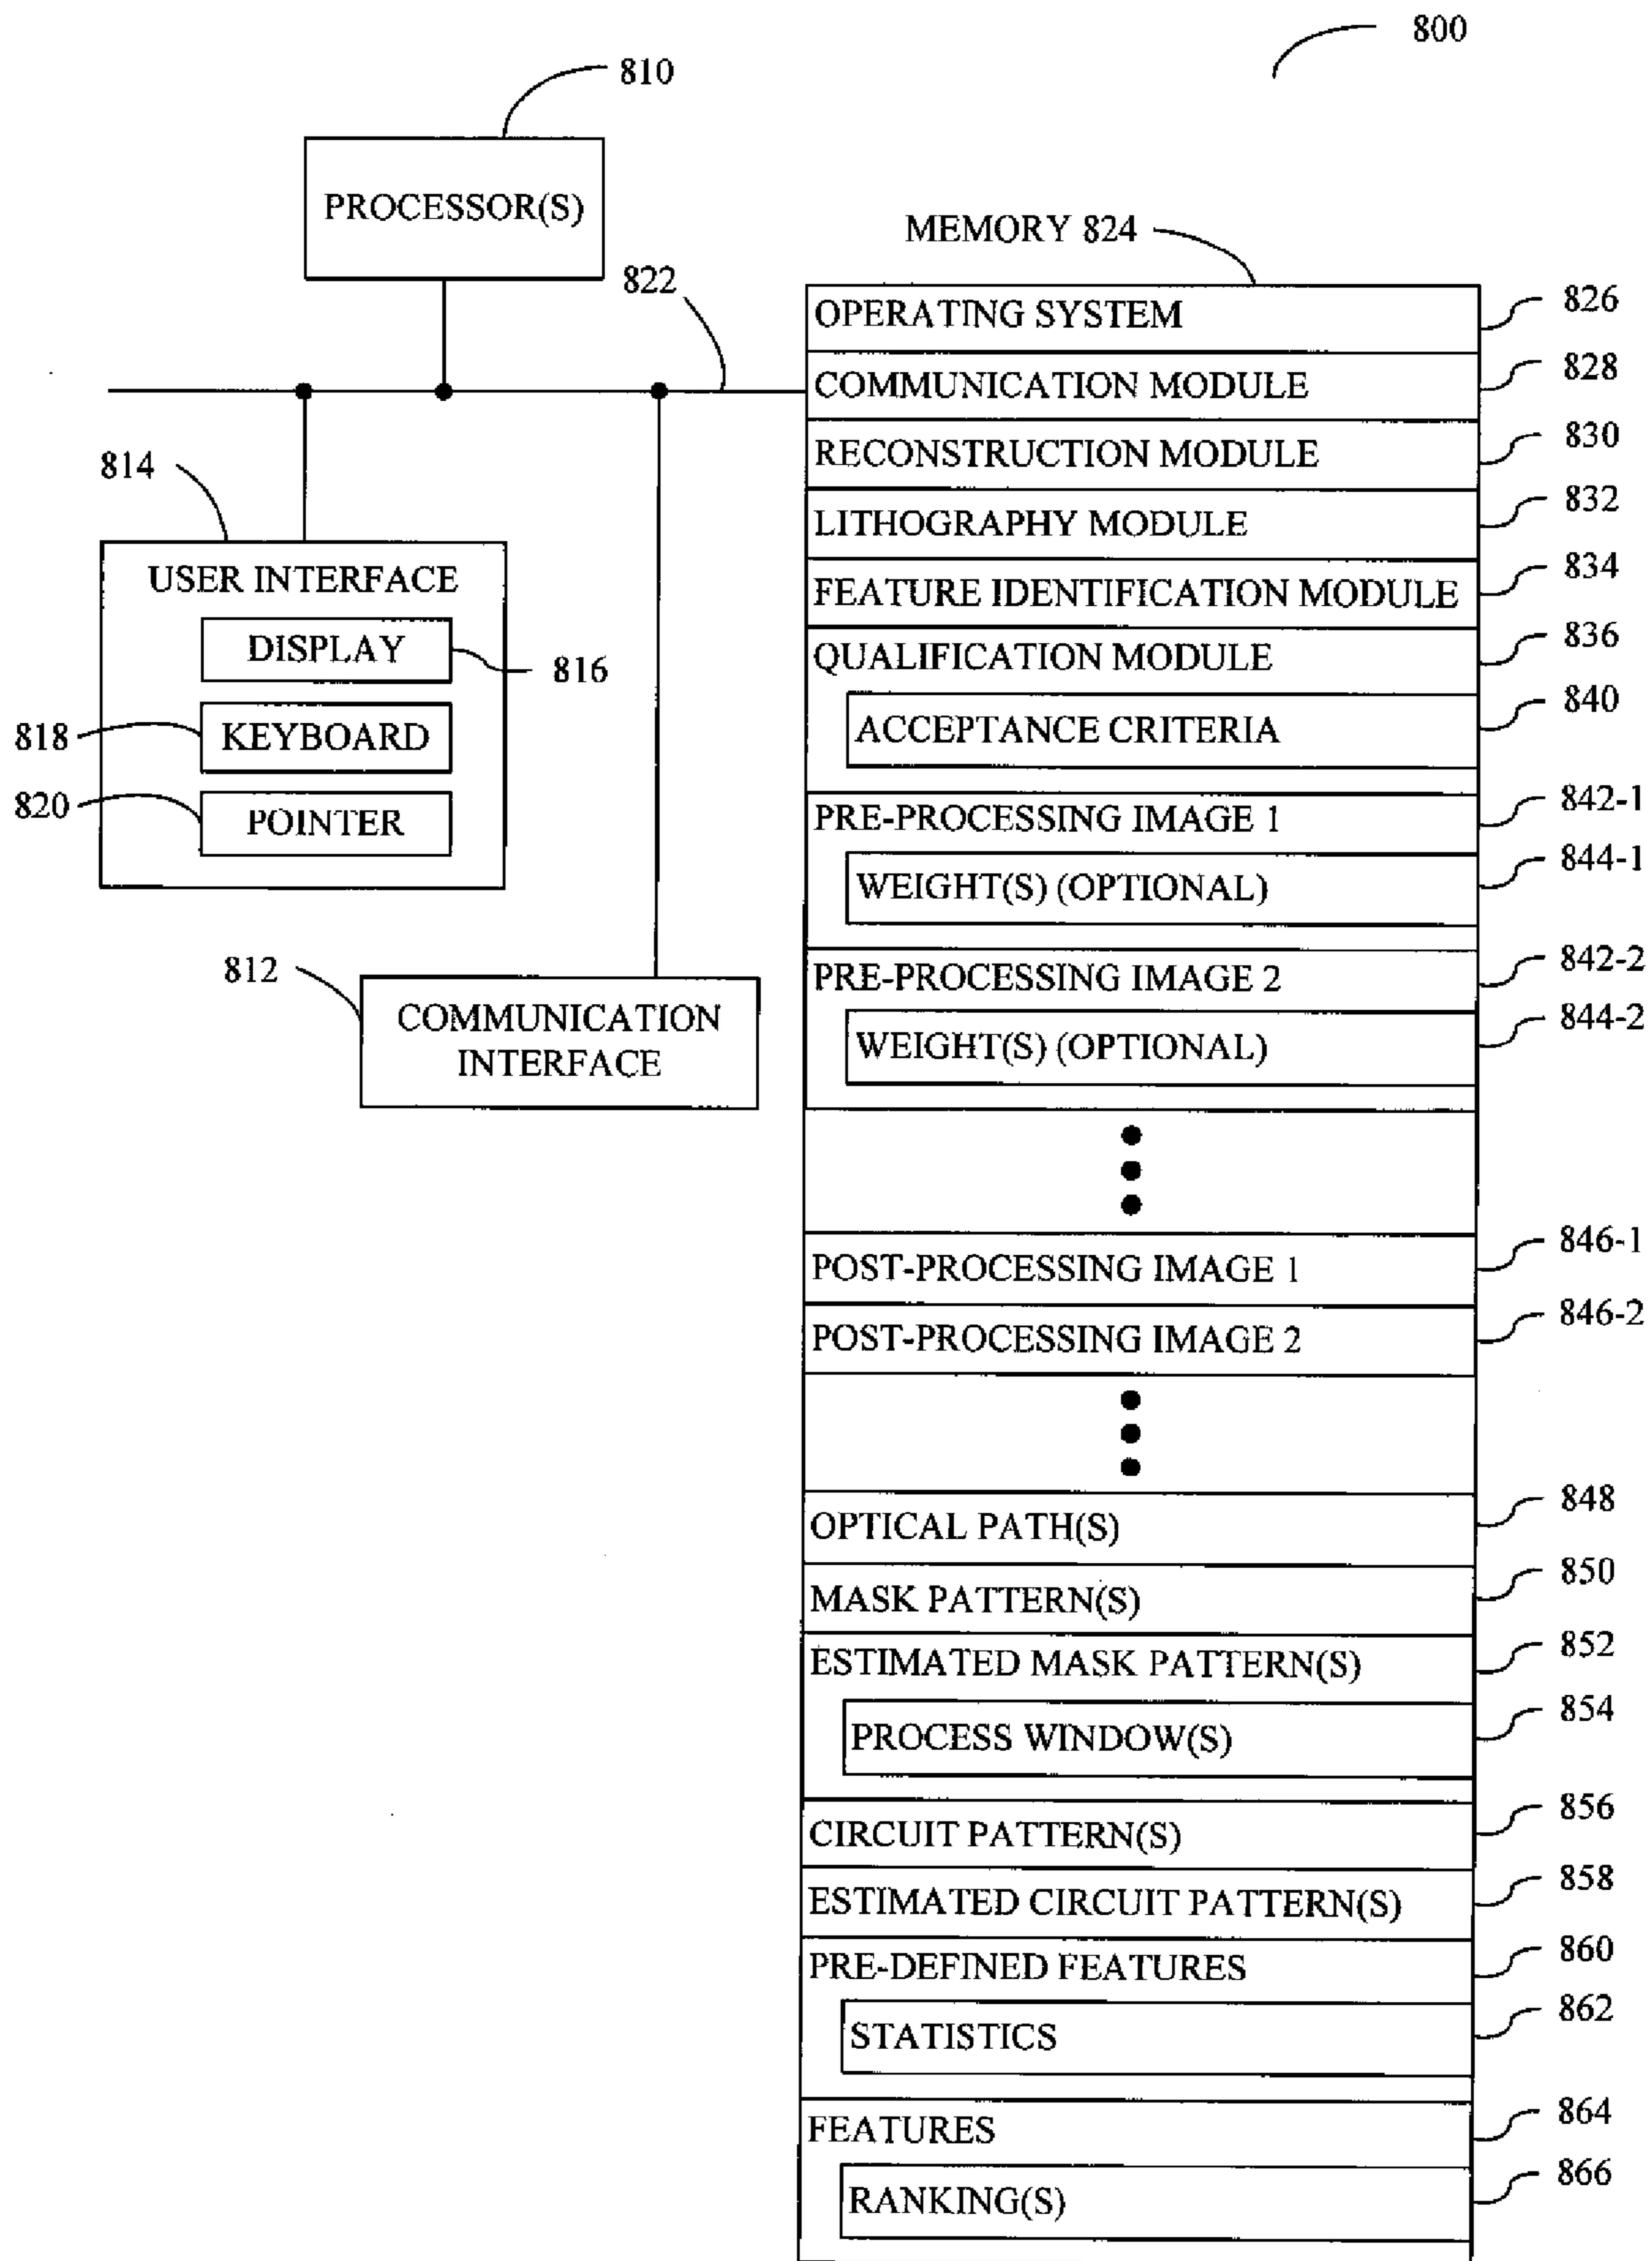 800
810
PROCESSOR(S)
MEMORY 824
822
OPERATING SYSTEM
826
COMMUNICATION MODULE
828
RECONSTRUCTION MODULE
830
LITHOGRAPHY MODULE
832
FEATURE IDENTIFICATION MODULE
834
QUALIFICATION MODULE
836
ACCEPTANCE CRITERIA
840
PRE-PROCESSING IMAGE 1
842-1
WEIGHT(S) (OPTIONAL)
844-1
PRE-PROCESSING IMAGE 2
842-2
WEIGHT(S) (OPTIONAL)
844-2
POST-PROCESSING IMAGE 1
846-1
POST-PROCESSING IMAGE 2
846-2
OPTICAL PATH(S)
848
MASK PATTERN(S)
850
ESTIMATED MASK PATTERN(S)
852
PROCESS WINDOW(S)
854
CIRCUIT PATTERN(S)
856
ESTIMATED CIRCUIT PATTERN(S)
858
PRE-DEFINED FEATURES
860
STATISTICS
862
FEATURES
864
RANKING(S)
866
814
USER INTERFACE
DISPLAY
816
818
KEYBOARD
820
POINTER
812
COMMUNICATION
INTERFACE